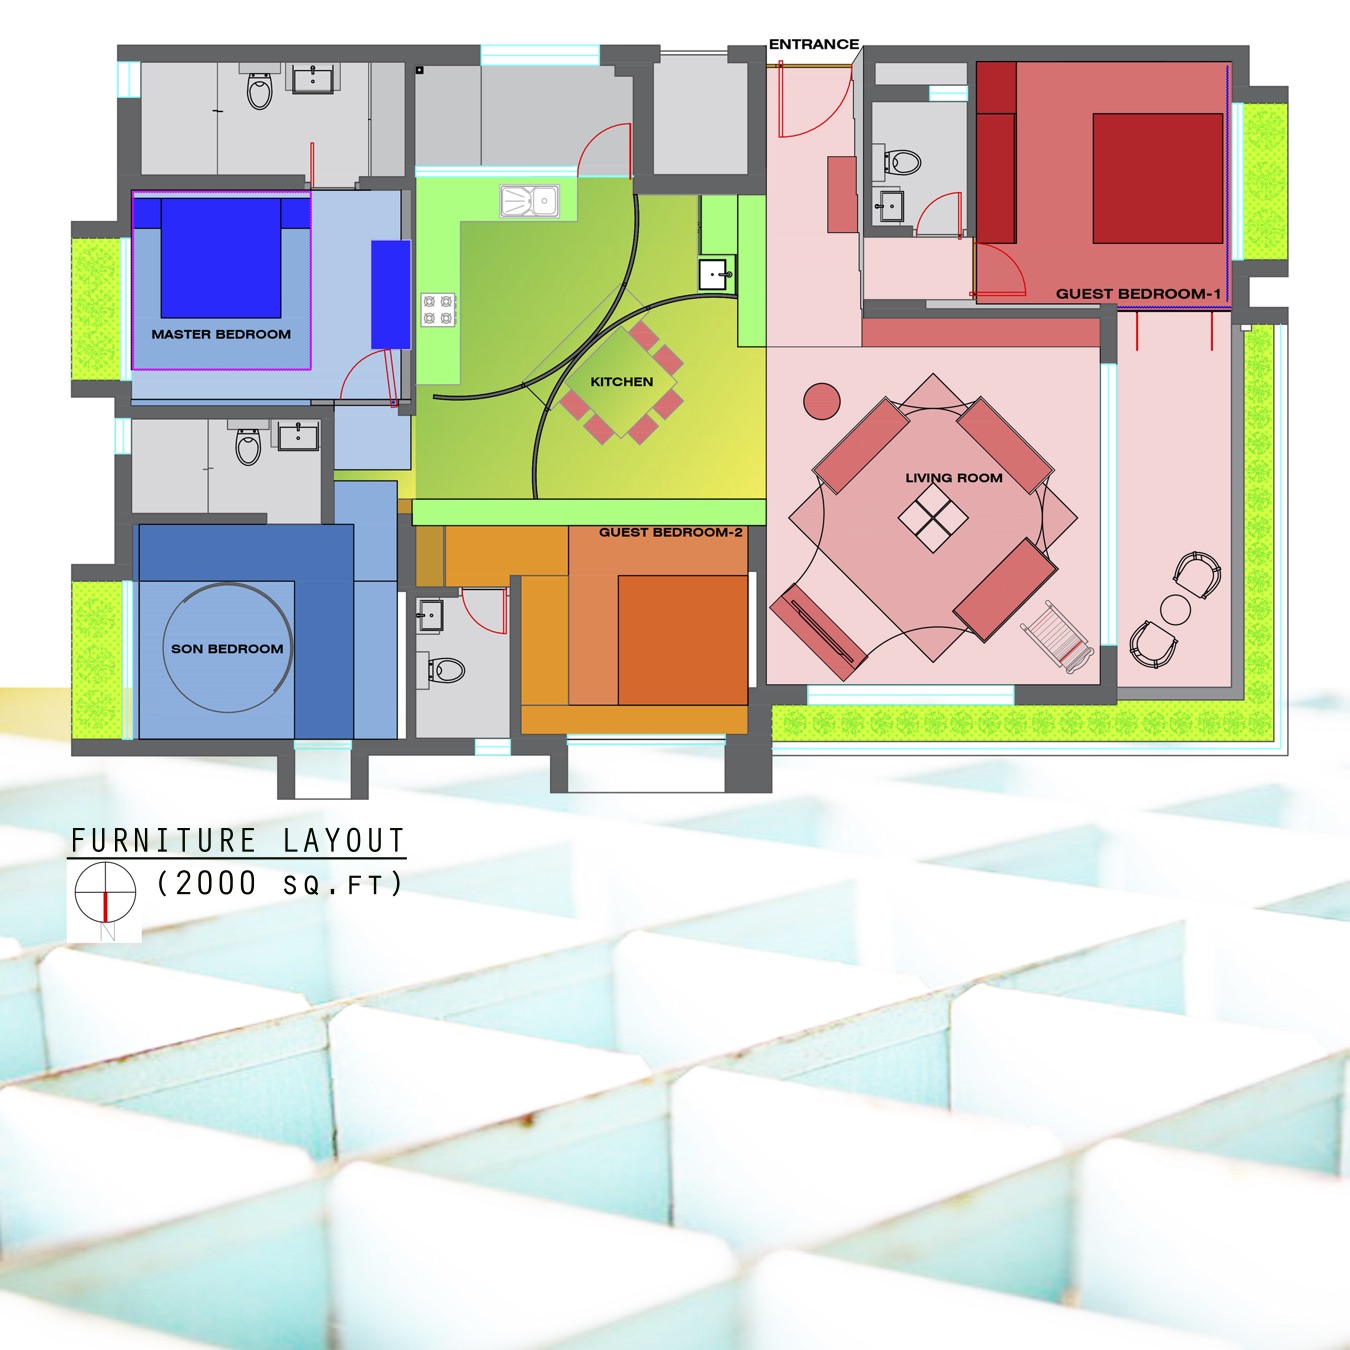 ENTRANCE
GUEST BEDROOM-1
MASTER BEDROOM
KITCHEN
LIVING ROOM
GUEST BEDROOM-2
SON BEDROOM
FURNITURE LAYOUT
(2000 SQ.FT)
N